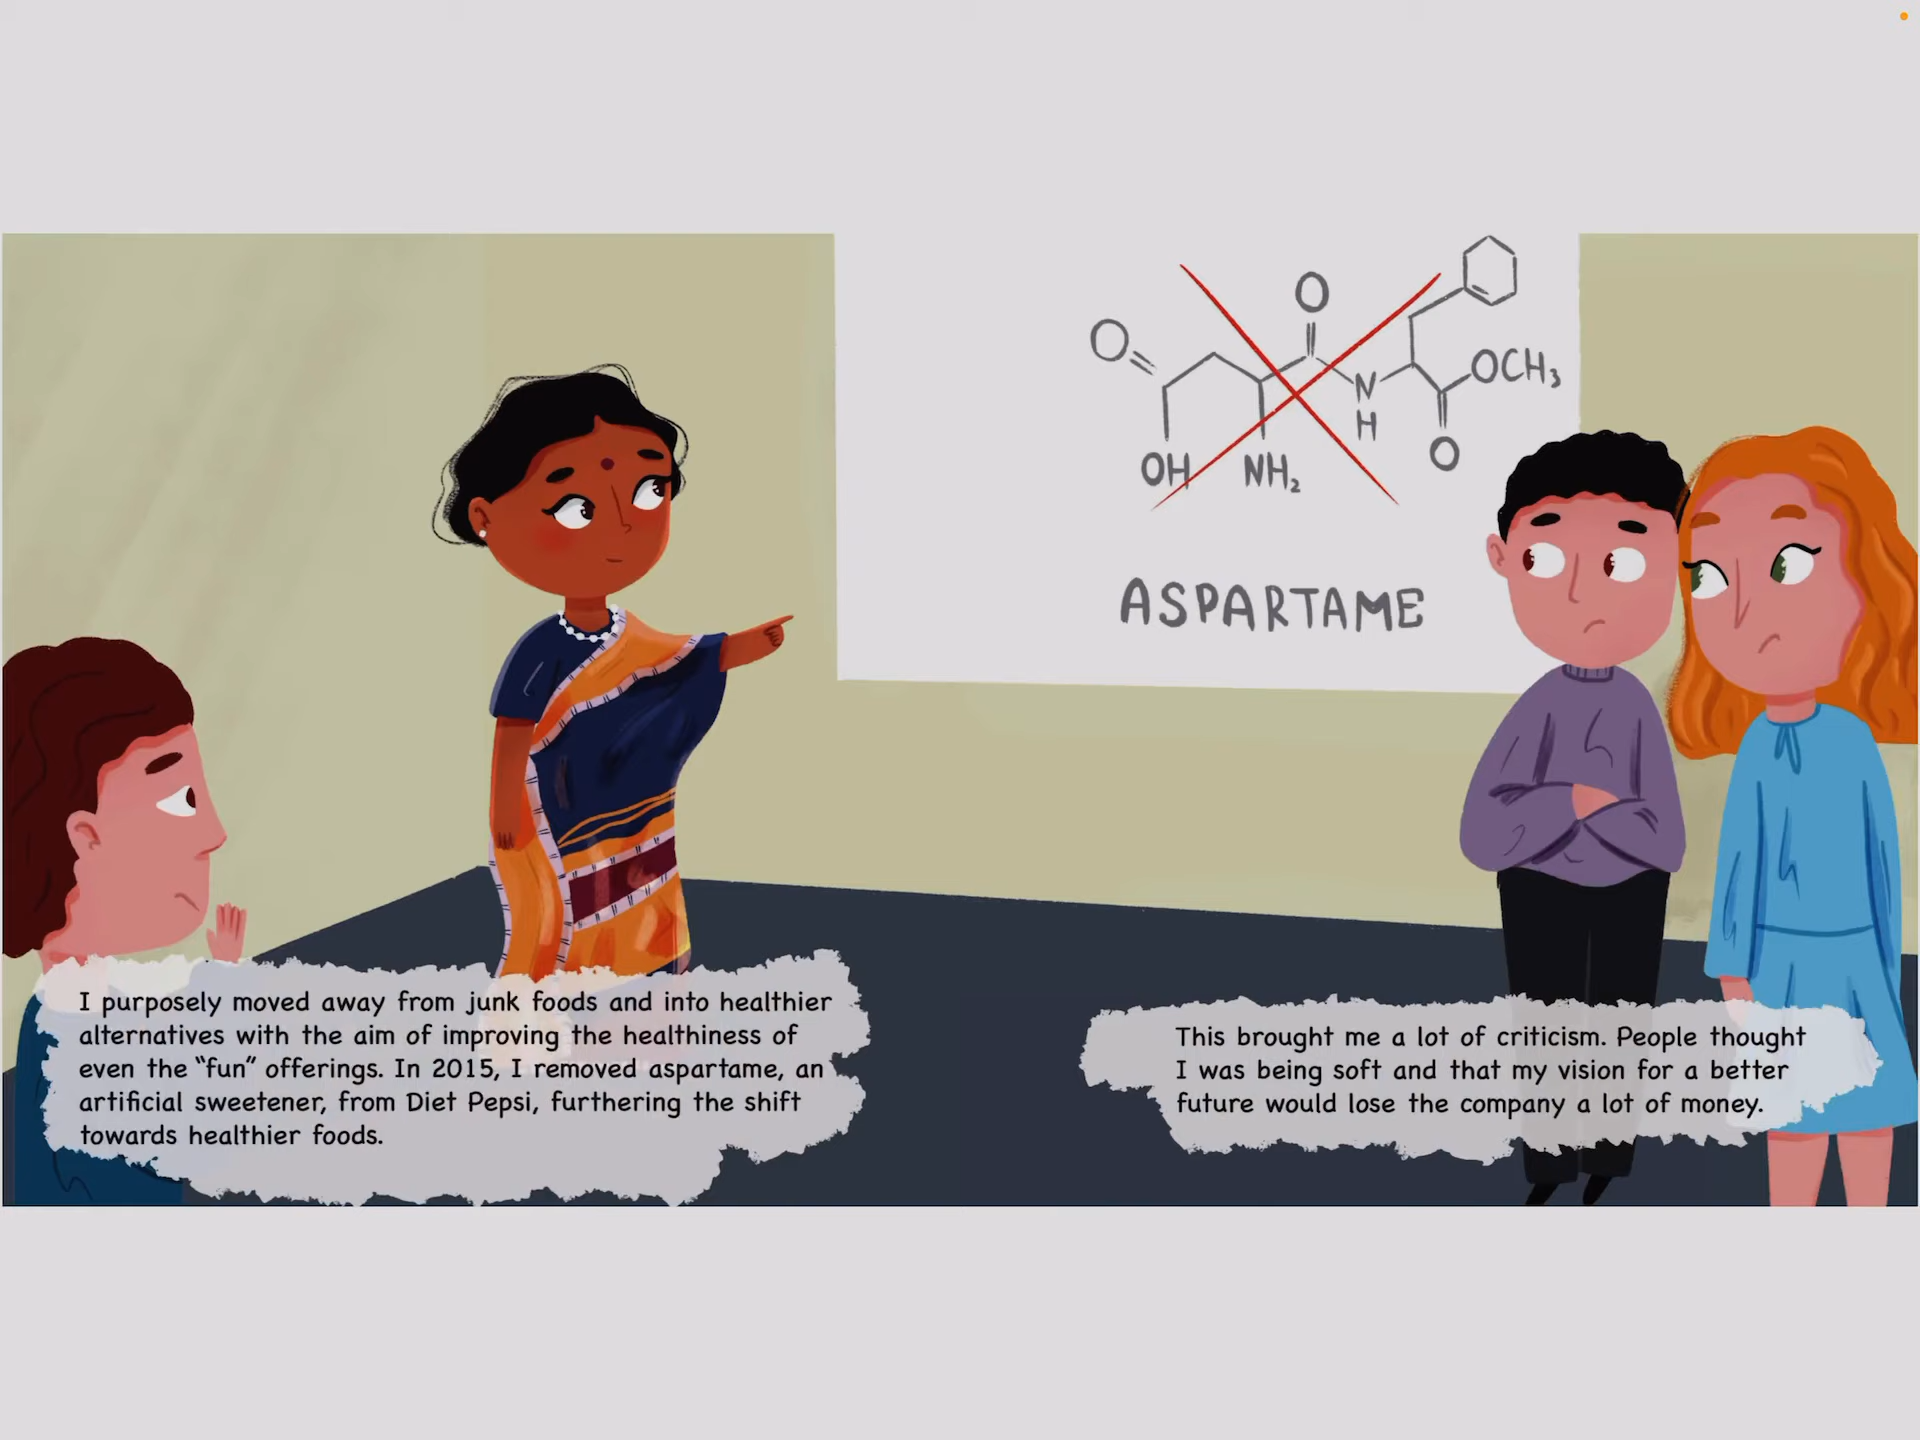 O
O
OCH₃
N
H
O
OH
NH₂
ASPARTAME
I purposely moved away from junk foods and into healthier
alternatives with the aim of improving the healthiness of
even the “fun” offerings. In 2015, I removed aspartame, an
artificial sweetener, from Diet Pepsi, furthering the shift
towards healthier foods.
This brought me a lot of criticism. People thought
I was being soft and that my vision for a better
future would lose the company a lot of money.